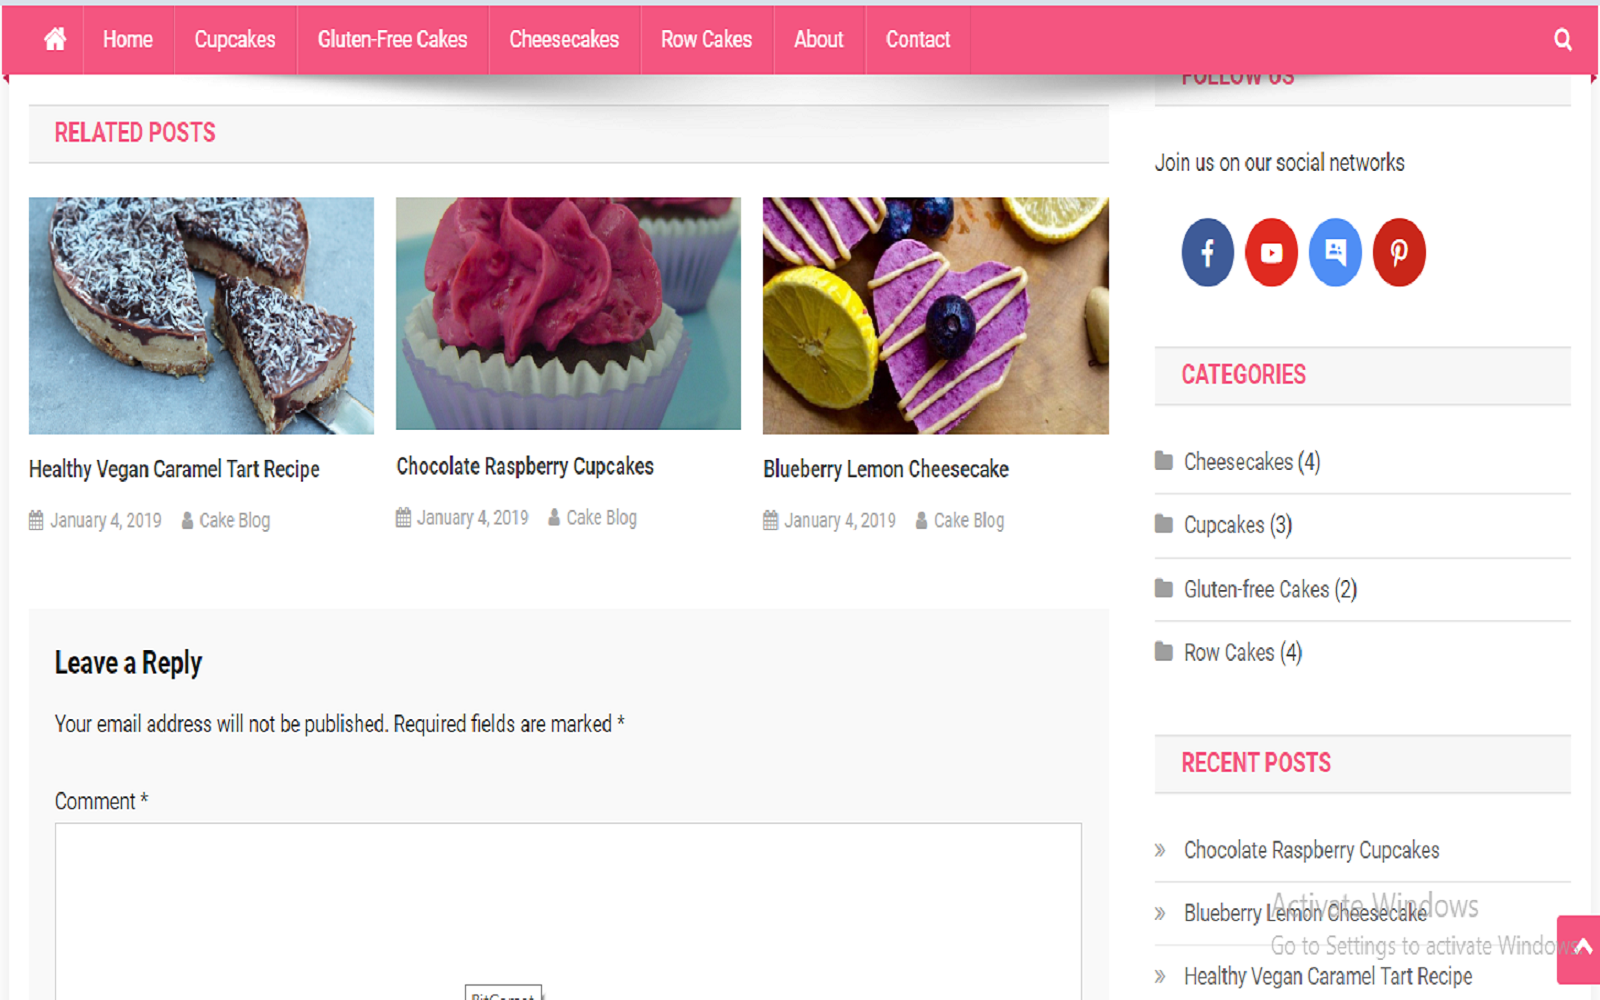 Home Cupcakes Gluten-Free Cakes Cheesecakes Row Cakes About Contact
RELATED POSTS
Healthy Vegan Caramel Tart Recipe
January 4, 2019 Cake Blog
Chocolate Raspberry Cupcakes
January 4, 2019 Cake Blog
Blueberry Lemon Cheesecake
January 4, 2019 Cake Blog
Leave a Reply
Your email address will not be published. Required fields are marked *
Comment *
BitComet
FOLLOW US
Join us on our social networks
CATEGORIES
Cheesecakes (4)
Cupcakes (3)
Gluten-free Cakes (2)
Row Cakes (4)
RECENT POSTS
Chocolate Raspberry Cupcakes
Blueberry Lemon Cheesecake
Healthy Vegan Caramel Tart Recipe
Activate Windows
Go to Settings to activate Windows.